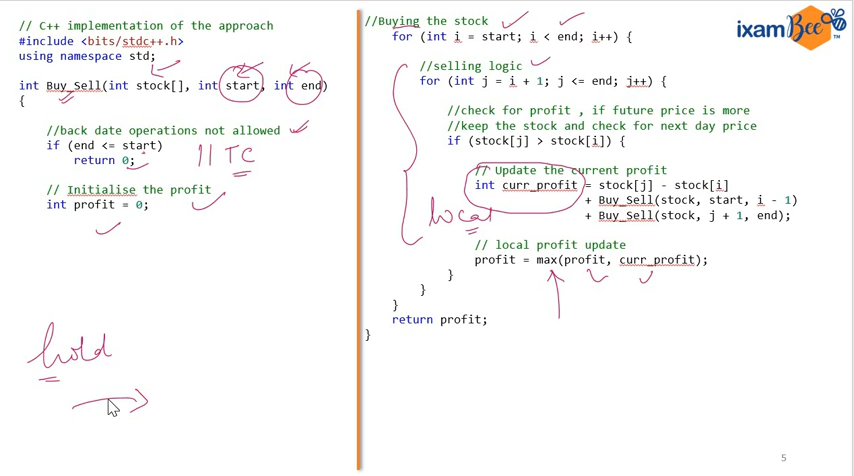 // C++ implementation of the approach
#include <bits/stdc++.h>
using namespace std;
int Buy_Sell(int stock[], int start, int end)
{
//back date operations not allowed
if (end <= start)
return 0;
|| TC
// Initialise the profit
int profit = 0;
hold
//Buying the stock
for (int i = start; i < end; i++) {
//selling logic
for (int j = i + 1; j <= end; j++) {
//check for profit , if future price is more
//keep the stock and check for next day price
if (stock[j] > stock[i]) {
// Update the current profit
int curr_profit = stock[j] - stock[i]
+ Buy_Sell(stock, start, i - 1)
+ Buy_Sell(stock, j + 1, end);
local
// local profit update
profit = max(profit, curr_profit);
}
}
}
return profit;
}
ixamBee
5